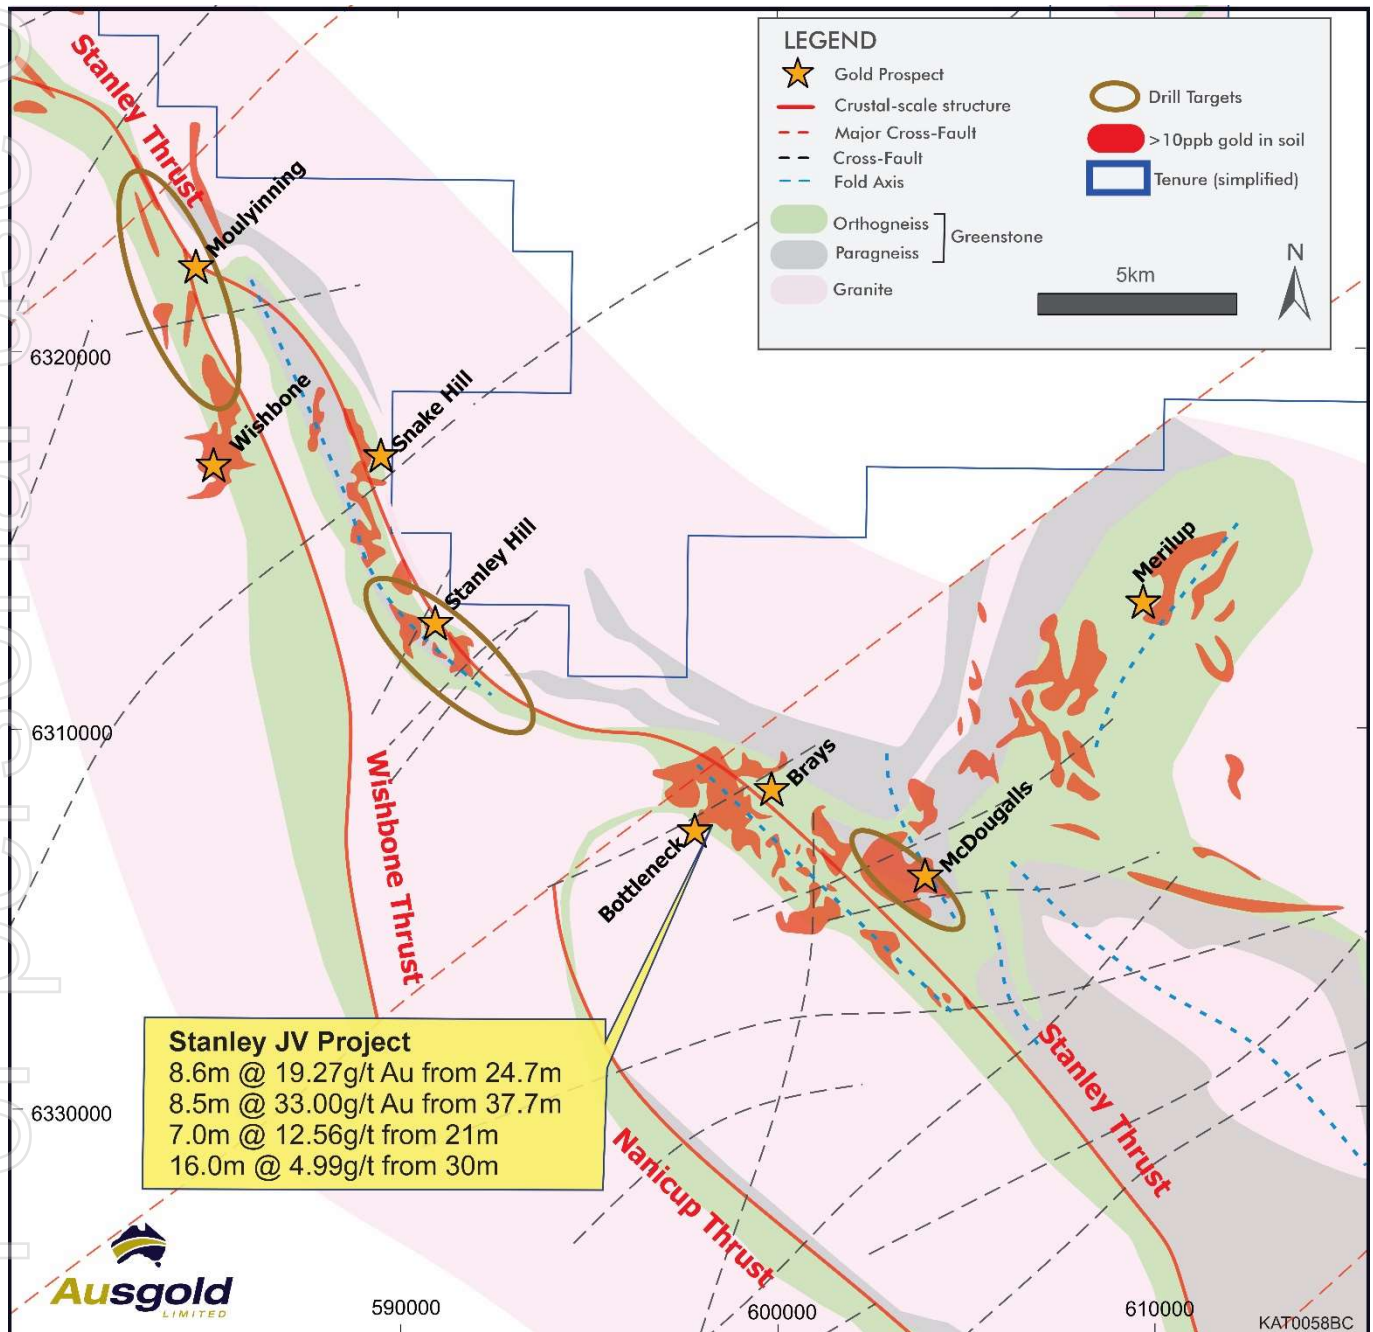 LEGEND
Gold Prospect
Crustal-scale structure
Major Cross-Fault
Cross-Fault
Fold Axis
Orthogneiss
Paragneiss
Greenstone
Granite
Drill Targets
>10ppb gold in soil
Tenure (simplified)
5km
N
Stanley Thrust
Moulyinning
6320000
Wishbone
Snake Hill
Stanley Hill
Merilup
6310000
Wishbone Thrust
Brays
Bottleneck
McDougalls
Stanley JV Project
8.6m @ 19.27g/t Au from 24.7m
8.5m @ 33.00g/t Au from 37.7m
7.0m @ 12.56g/t from 21m
16.0m @ 4.99g/t from 30m
6330000
Stanley Thrust
Nanicup Thrust
Ausgold
LIMITED
590000
600000
610000
KAT0058BC
For personal use only